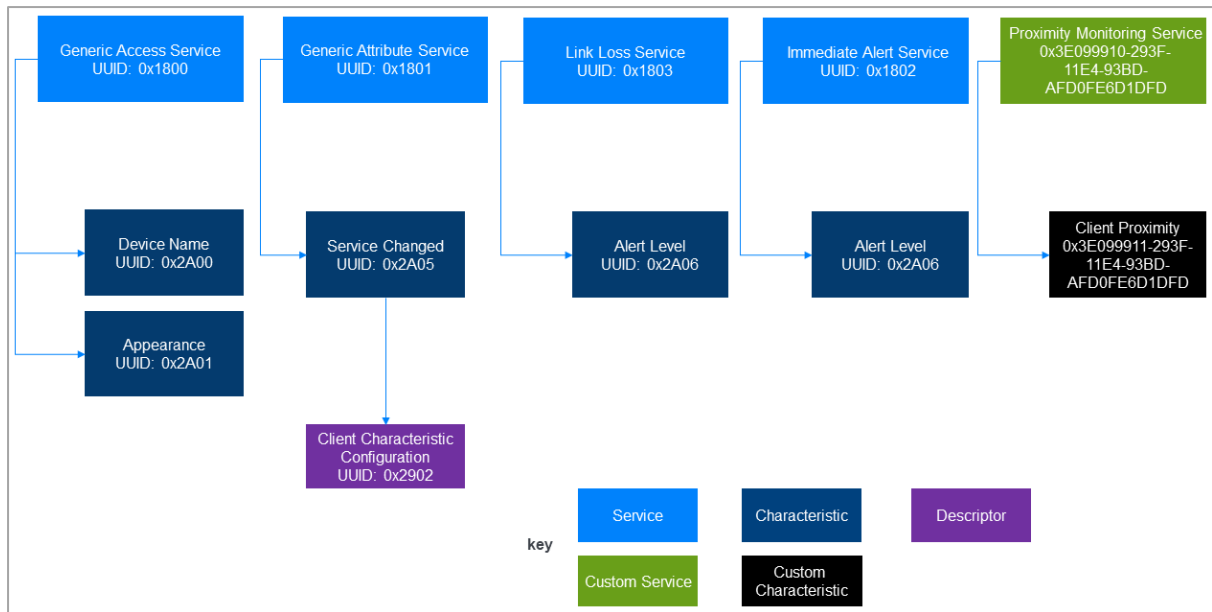 Generic Access Service
UUID: 0x1800
Generic Attribute Service
UUID: 0x1801
Link Loss Service
UUID: 0x1803
Immediate Alert Service
UUID: 0x1802
Proximity Monitoring Service
0x3E099910-293F-
11E4-93BD-
AFD0FE6D1DFD
Device Name
UUID: 0x2A00
Service Changed
UUID: 0x2A05
Alert Level
UUID: 0x2A06
Alert Level
UUID: 0x2A06
Client Proximity
0x3E099911-293F-
11E4-93BD-
AFD0FE6D1DFD
Appearance
UUID: 0x2A01
Client Characteristic
Configuration
UUID: 0x2902
key
Service
Characteristic
Descriptor
Custom Service
Custom
Characteristic